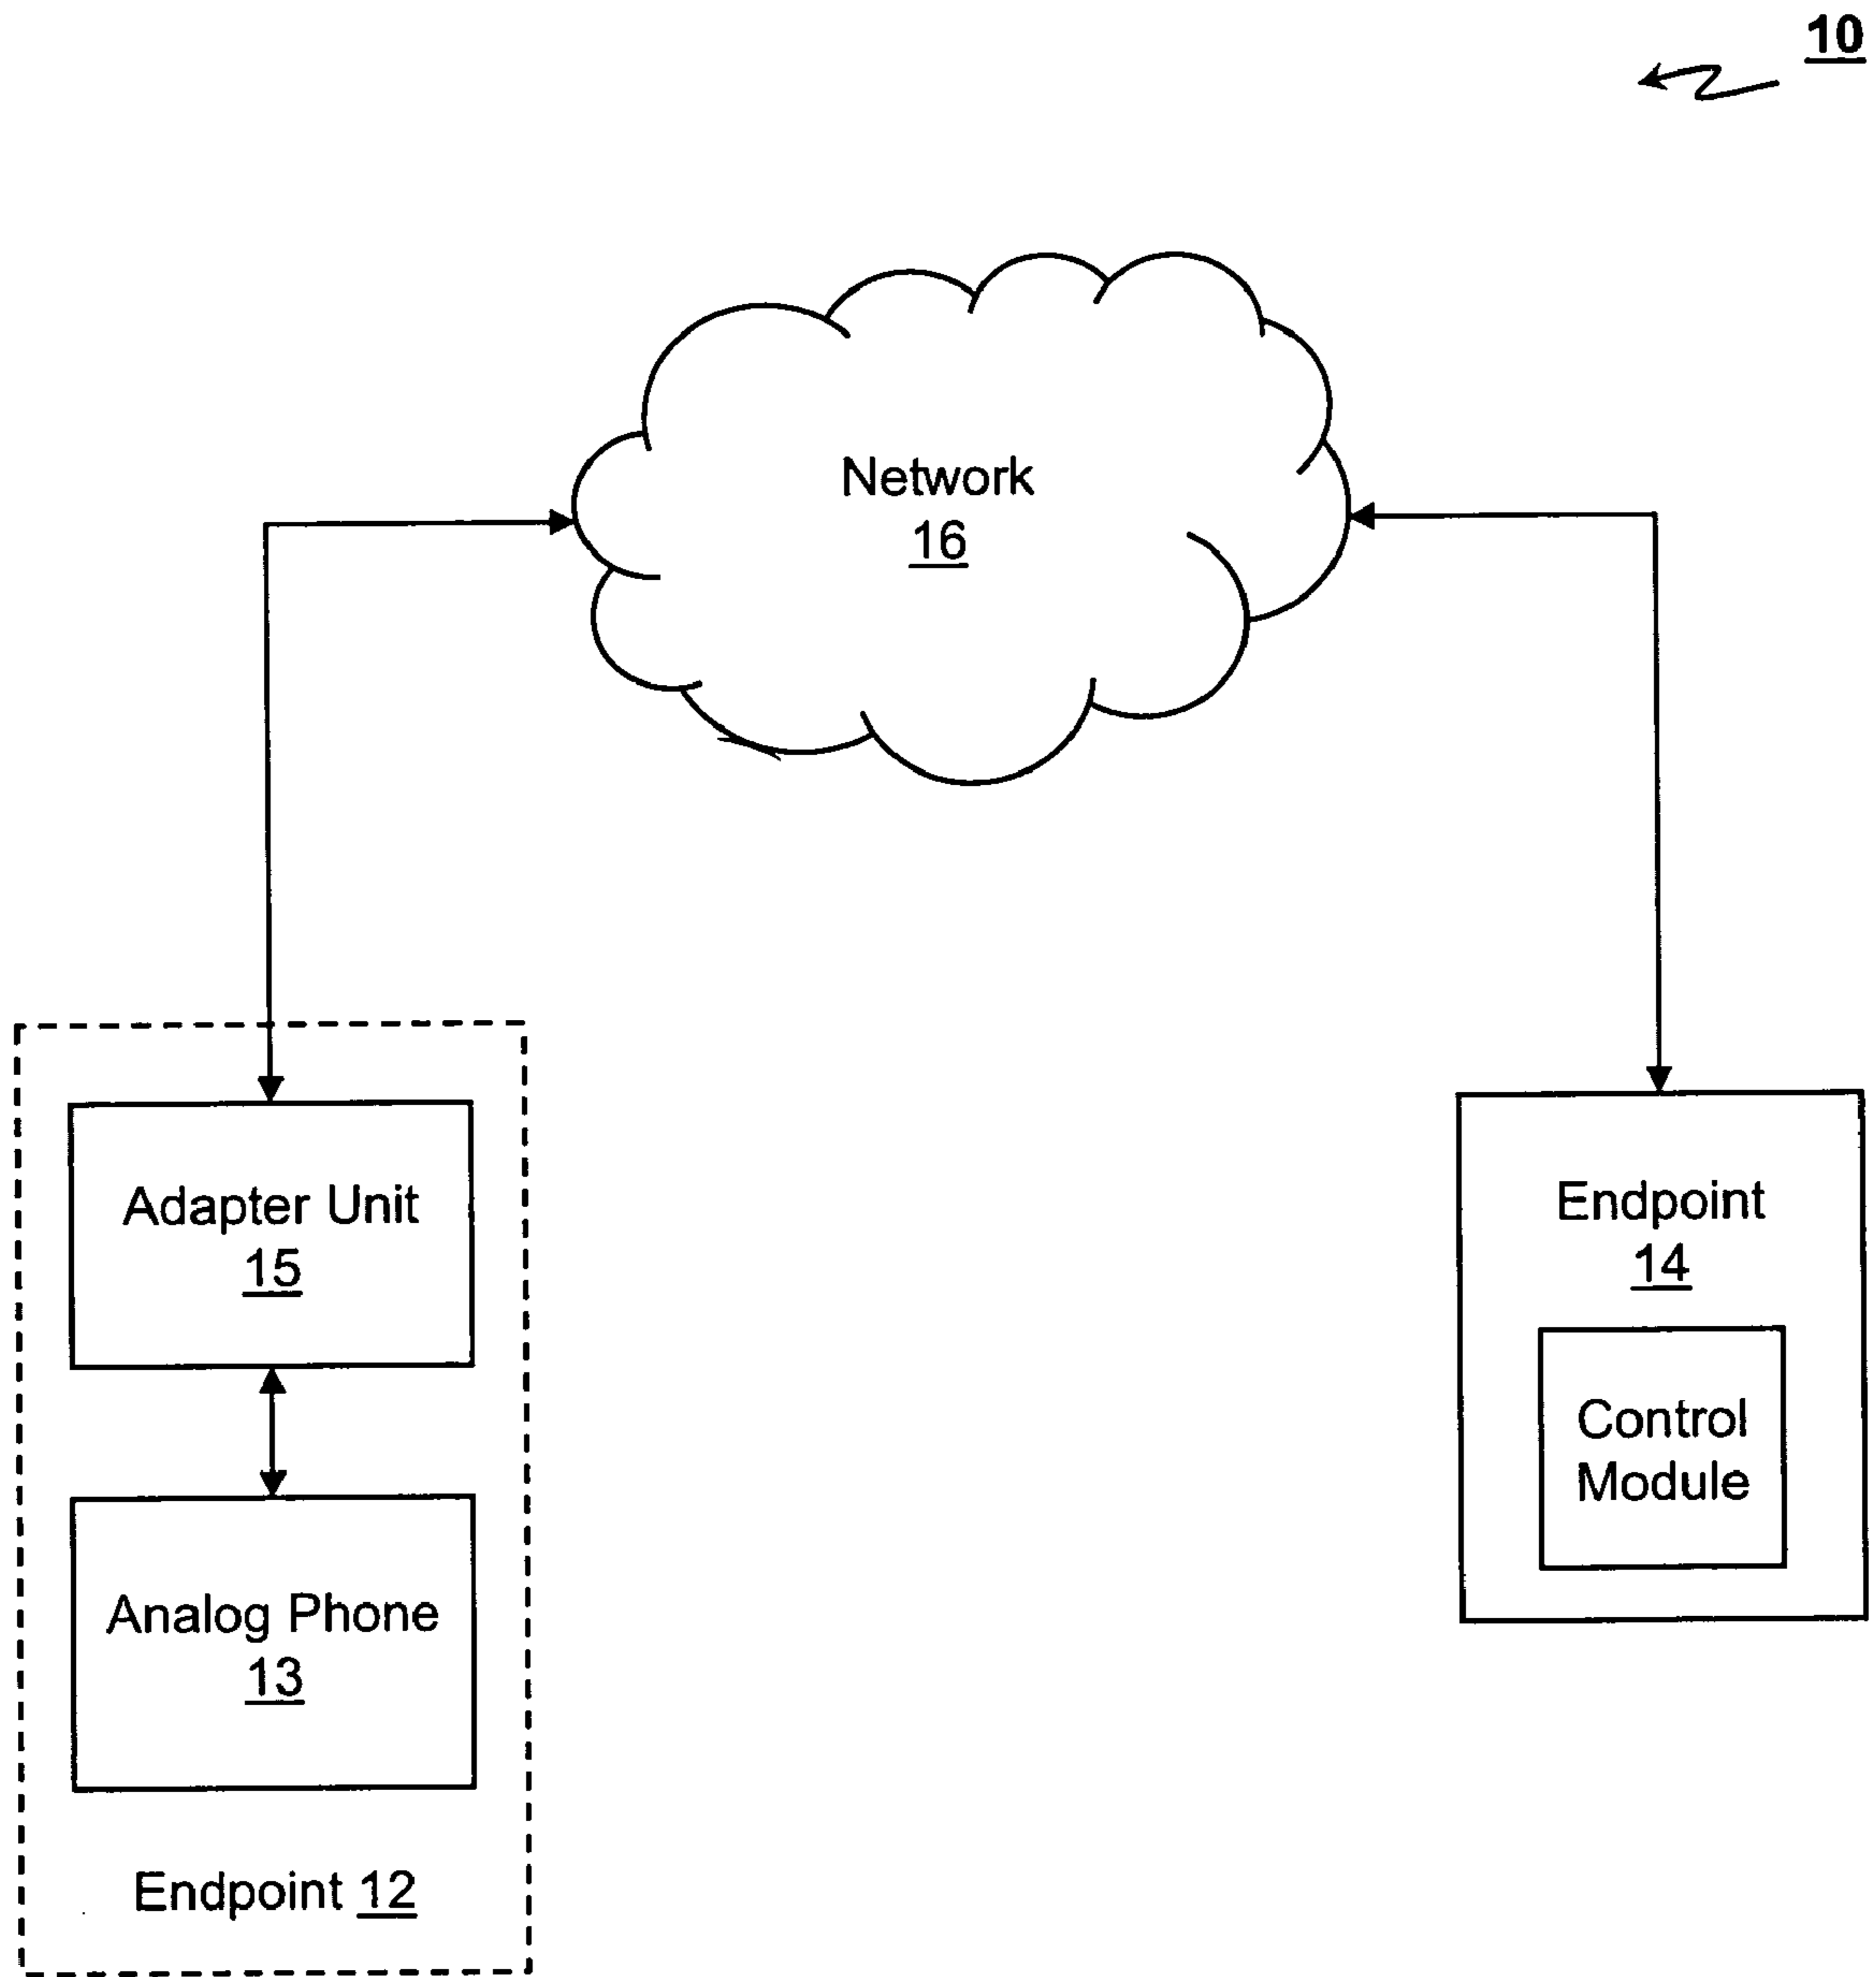 10
Network
16
Adapter Unit
15
Analog Phone
13
Endpoint 12
Endpoint
14
Control
Module